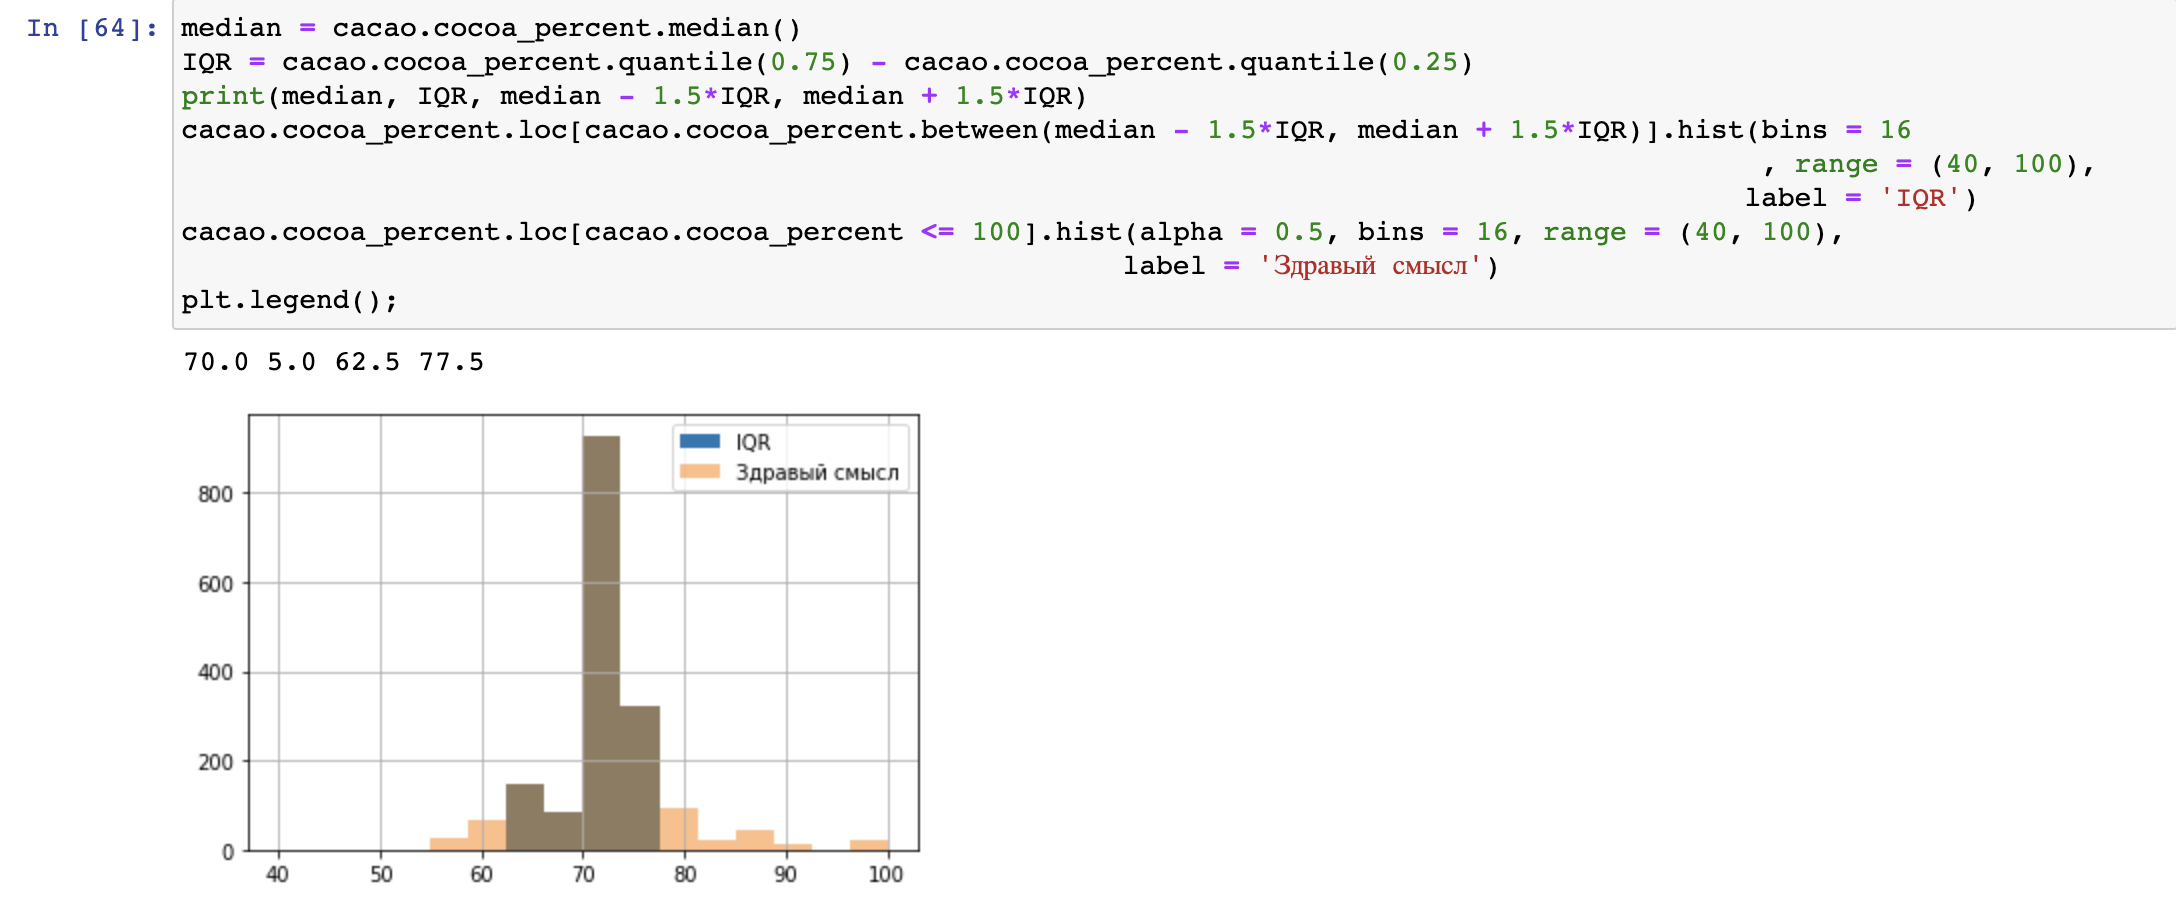 In [64]: median = cacao.cocoa_percent.median()
IQR = cacao.cocoa_percent.quantile(0.75) - cacao.cocoa_percent.quantile(0.25)
print(median, IQR, median - 1.5*IQR, median + 1.5*IQR)
cacao.cocoa_percent.loc[cacao.cocoa_percent.between(median - 1.5*IQR, median + 1.5*IQR)].hist(bins = 16
, range = (40, 100),
label = 'IQR')
cacao.cocoa_percent.loc[cacao.cocoa_percent <= 100].hist(alpha = 0.5, bins = 16, range = (40, 100),
label = 'Здравый смысл')
plt.legend();
70.0 5.0 62.5 77.5
IQR
Здравый смысл
800
600
400
200
0
40 50 60 70 80 90 100